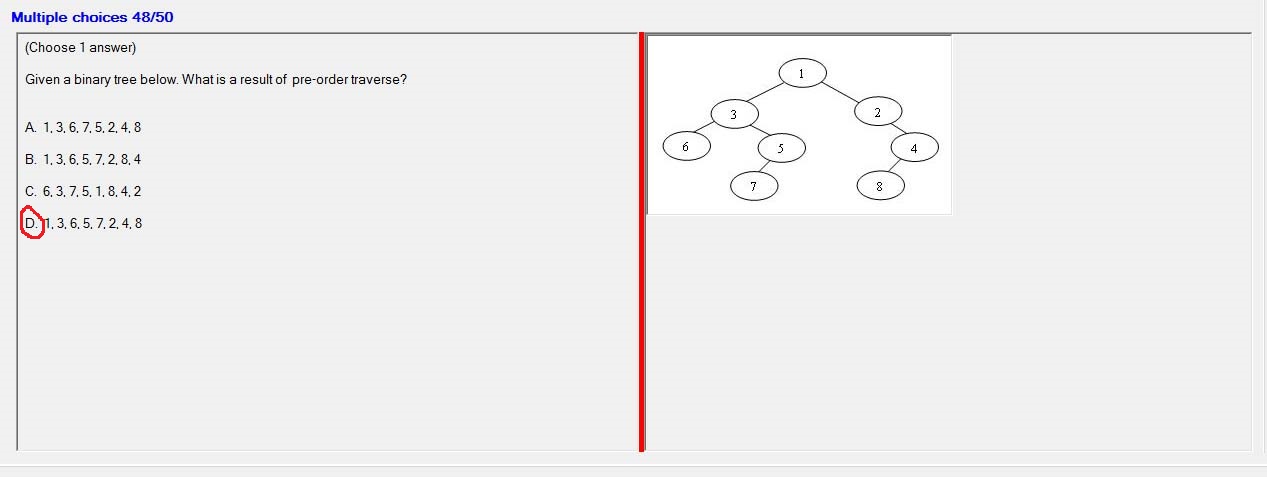 Multiple choices 48/50
(Choose 1 answer)
Given a binary tree below. What is a result of pre-order traverse?
A. 1, 3, 6, 7, 5, 2, 4, 8
B. 1, 3, 6, 5, 7, 2, 8, 4
C. 6, 3, 7, 5, 1, 8, 4, 2
D. 1, 3, 6, 5, 7, 2, 4, 8
1
3 2
6 5 4
7 8